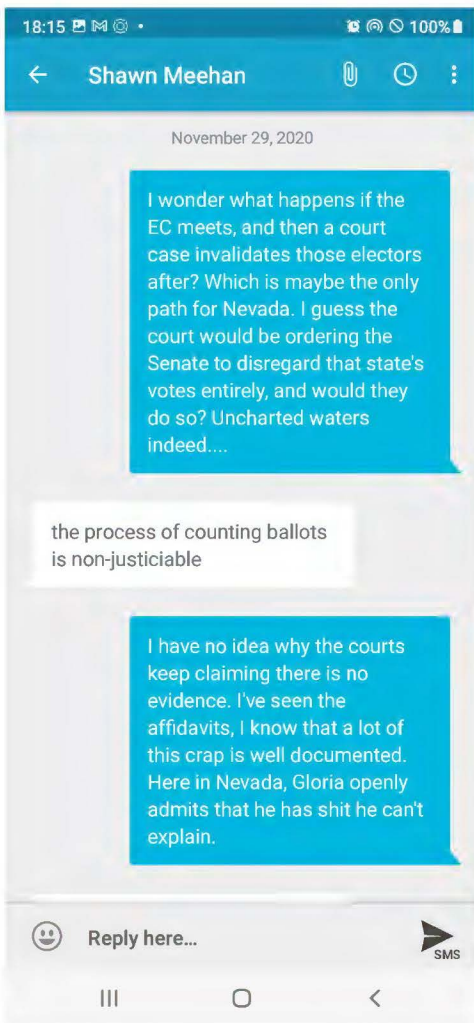 18:15 100%
Shawn Meehan
November 29, 2020
I wonder what happens if the
EC meets, and then a court
case invalidates those electors
after? Which is maybe the only
path for Nevada. I guess the
court would be ordering the
Senate to disregard that state's
votes entirely, and would they
do so? Uncharted waters
indeed....
the process of counting ballots
is non-justiciable
I have no idea why the courts
keep claiming there is no
evidence. I've seen the
affidavits, I know that a lot of
this crap is well documented.
Here in Nevada, Gloria openly
admits that he has shit he can't
explain.
Reply here...
SMS